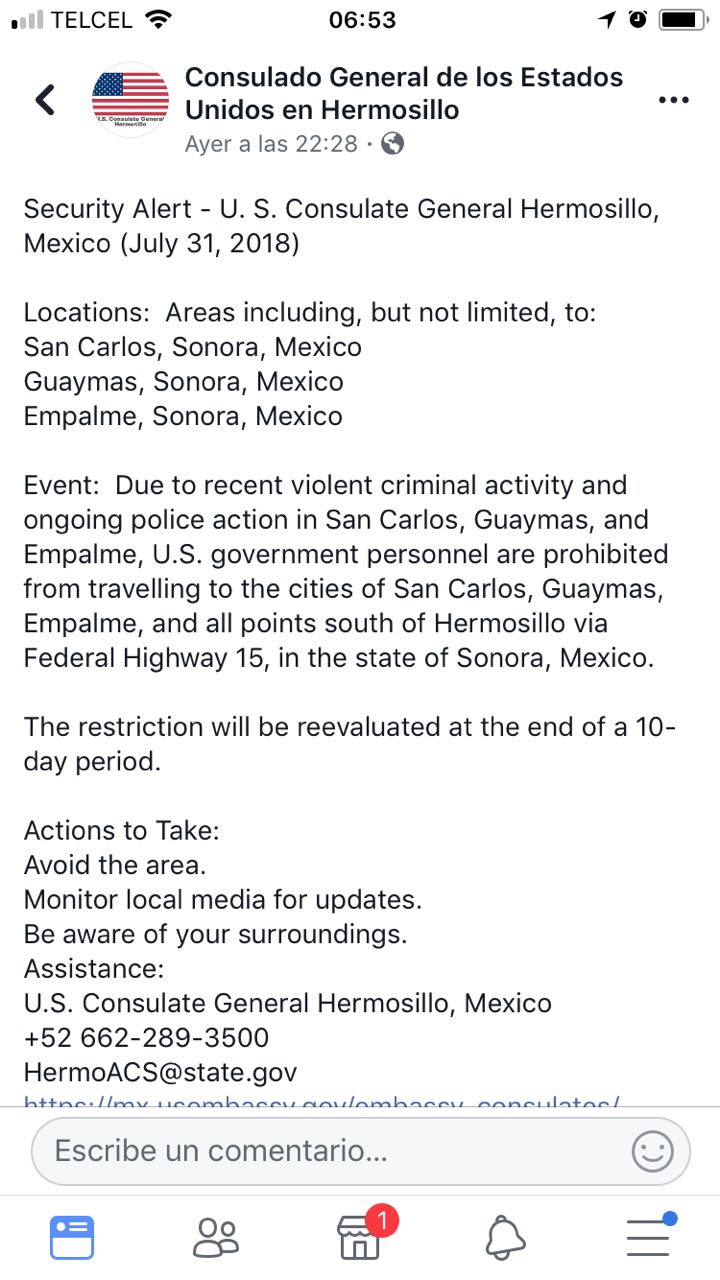 TELCEL 06:53
Consulado General de los Estados
Unidos en Hermosillo
U.S. Consulate General
Hermosillo
Ayer a las 22:28 ·
Security Alert - U. S. Consulate General Hermosillo,
Mexico (July 31, 2018)
Locations:  Areas including, but not limited, to:
San Carlos, Sonora, Mexico
Guaymas, Sonora, Mexico
Empalme, Sonora, Mexico
Event:  Due to recent violent criminal activity and
ongoing police action in San Carlos, Guaymas, and
Empalme, U.S. government personnel are prohibited
from travelling to the cities of San Carlos, Guaymas,
Empalme, and all points south of Hermosillo via
Federal Highway 15, in the state of Sonora, Mexico.
The restriction will be reevaluated at the end of a 10-
day period.
Actions to Take:
Avoid the area.
Monitor local media for updates.
Be aware of your surroundings.
Assistance:
U.S. Consulate General Hermosillo, Mexico
+52 662-289-3500
HermoACS@state.gov
https://mx.usembassy.gov/embassy_consulates/
Escribe un comentario...
1